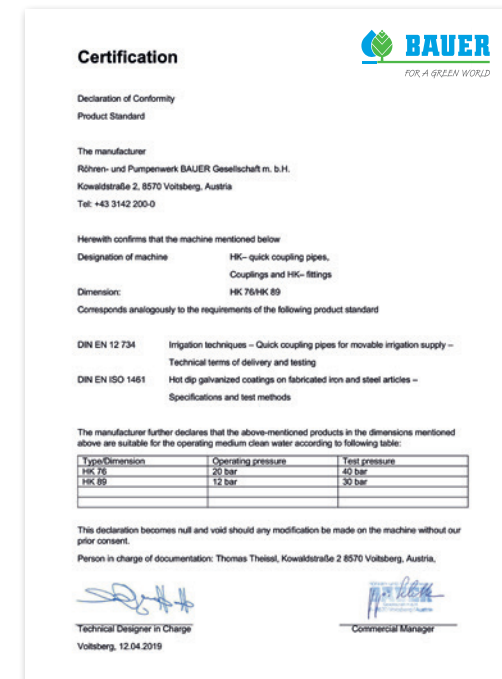 Certification
BAUER
FOR A GREEN WORLD
Declaration of Conformity
Product Standard
The manufacturer
Röhren- und Pumpenwerk BAUER Gesellschaft m. b.H.
Kowaldstraße 2, 8570 Voitsberg, Austria
Tel: +43 3142 200-0
Herewith confirms that the machine mentioned below
Designation of machine HK– quick coupling pipes,
Couplings and HK– fittings
Dimension: HK 76/HK 89
Corresponds analogously to the requirements of the following product standard
DIN EN 12 734 Irrigation techniques – Quick coupling pipes for movable irrigation supply –
Technical terms of delivery and testing
DIN EN ISO 1461 Hot dip galvanized coatings on fabricated iron and steel articles –
Specifications and test methods
The manufacturer further declares that the above-mentioned products in the dimensions mentioned
above are suitable for the operating medium clean water according to following table:
Type/Dimension Operating pressure Test pressure
HK 76 20 bar 40 bar
HK 89 12 bar 30 bar
This declaration becomes null and void should any modification be made on the machine without our
prior consent.
Person in charge of documentation: Thomas Theissl, Kowaldstraße 2 8570 Voitsberg, Austria,
BAUER
Technical Designer in Charge Commercial Manager
Voitsberg, 12.04.2019